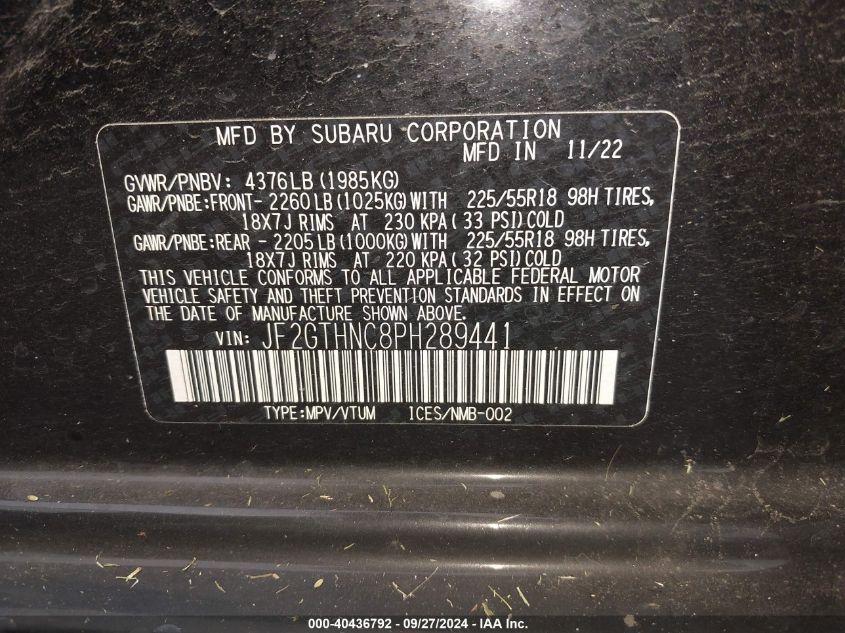 MFD BY SUBARU CORPORATION
MFD IN 11/22
GVWR/PNBV: 4376LB (1985KG)
GAWR/PNBE:FRONT- 2260 LB (1025KG) WITH 225/55R18 98H TIRES,
18X7J RIMS AT 230 KPA( 33 PSI)COLD
GAWR/PNBE:REAR - 2205 LB (1000KG) WITH 225/55R18 98H TIRES,
18X7J RIMS AT 220 KPA( 32 PSI)COLD
THIS VEHICLE CONFORMS TO ALL APPLICABLE FEDERAL MOTOR
VEHICLE SAFETY AND THEFT PREVENTION STANDARDS IN EFFECT ON
THE DATE OF MANUFACTURE SHOWN ABOVE.
VIN: JF2GTHNC8PH289441
TYPE:MPV/VTUM ICES/NMB-002
000-40436792 - 09/27/2024 - IAA Inc.